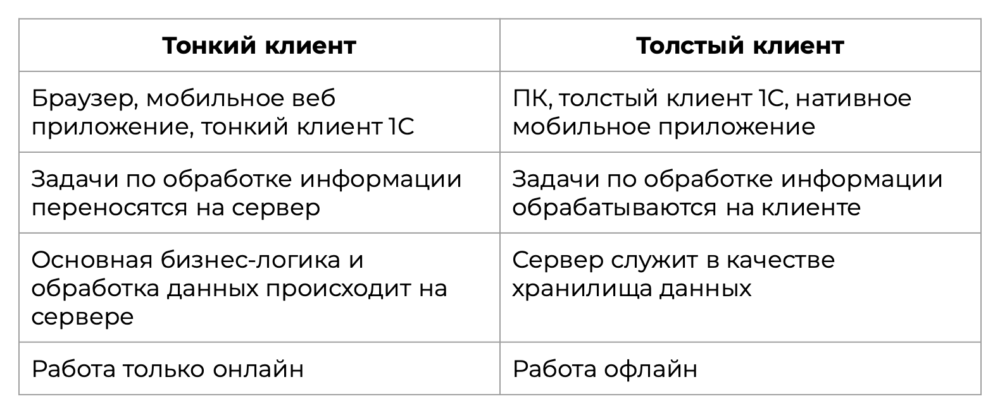 Тонкий клиент
Толстый клиент
Браузер, мобильное веб
приложение, тонкий клиент 1С
ПК, толстый клиент 1С, нативное
мобильное приложение
Задачи по обработке информации
переносятся на сервер
Задачи по обработке информации
обрабатываются на клиенте
Основная бизнес-логика и
обработка данных происходит на
сервере
Сервер служит в качестве
хранилища данных
Работа только онлайн
Работа офлайн